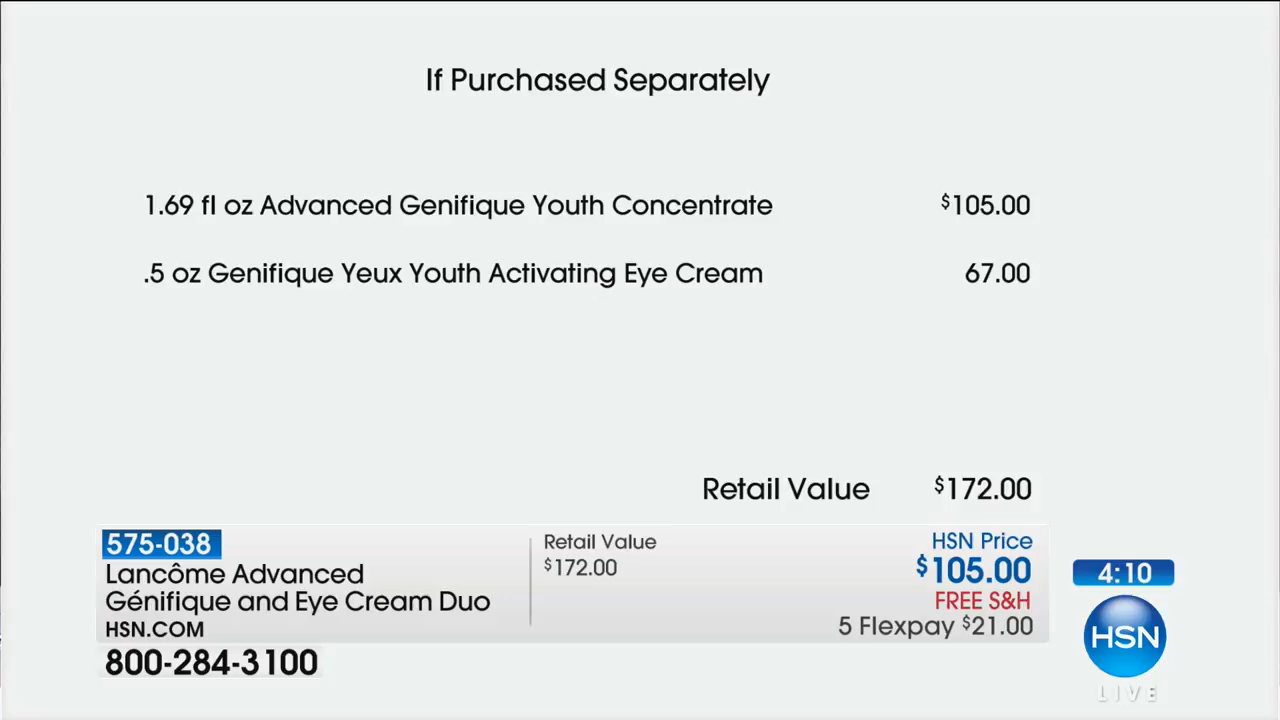 If Purchased Separately
1.69 fl oz Advanced Genifique Youth Concentrate $105.00
.5 oz Genifique Yeux Youth Activating Eye Cream 67.00
Retail Value $172.00
575-038
Lancôme Advanced
Génifique and Eye Cream Duo
HSN.COM
800-284-3100
Retail Value
$172.00
HSN Price
$105.00
FREE S&H
5 Flexpay $21.00
4:10
HSN
LIVE